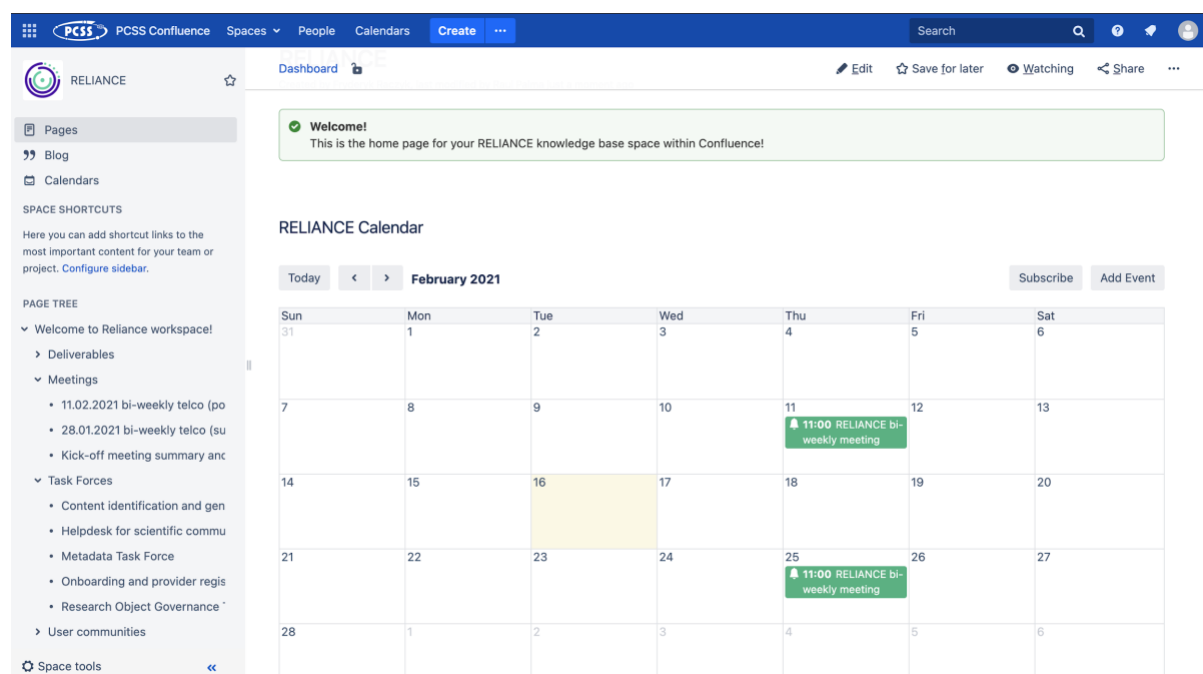 PCSS PCSS Confluence Spaces People Calendars Create ··· Search
RELIANCE
RELIANCE
Dashboard Edit Save for later Watching Share ···
Pages
Blog
Calendars
SPACE SHORTCUTS
Here you can add shortcut links to the
most important content for your team or
project. Configure sidebar.
PAGE TREE
Welcome to Reliance workspace!
Deliverables
Meetings
• 11.02.2021 bi-weekly telco (po
• 28.01.2021 bi-weekly telco (su
• Kick-off meeting summary anc
Task Forces
• Content identification and gen
• Helpdesk for scientific commu
• Metadata Task Force
• Onboarding and provider regis
• Research Object Governance
User communities
Space tools «
Welcome!
This is the home page for your RELIANCE knowledge base space within Confluence!
RELIANCE Calendar
Today < > February 2021 Subscribe Add Event
Sun Mon Tue Wed Thu Fri Sat
31 1 2 3 4 5 6
7 8 9 10 11 12 13
11:00 RELIANCE bi-
weekly meeting
14 15 16 17 18 19 20
21 22 23 24 25 26 27
11:00 RELIANCE bi-
weekly meeting
28 1 2 3 4 5 6